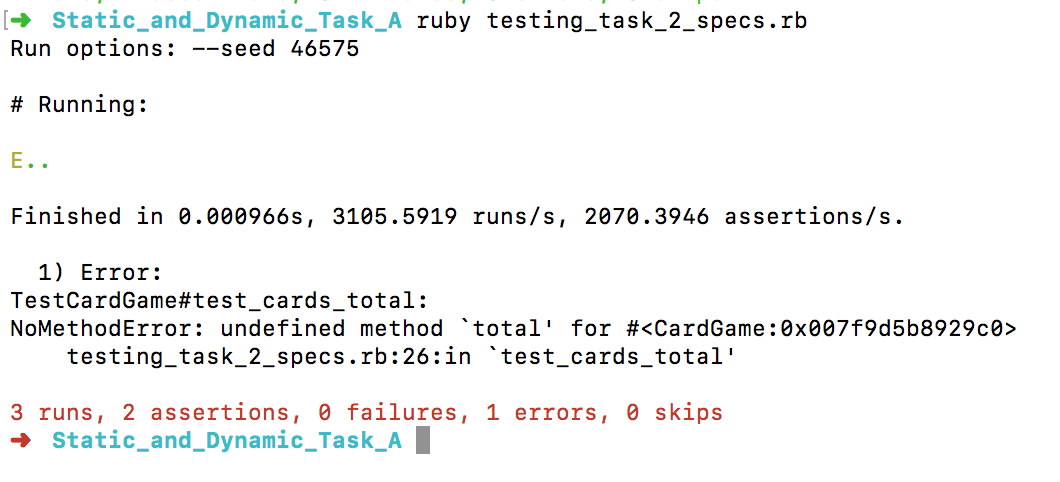 [➜ Static_and_Dynamic_Task_A ruby testing_task_2_specs.rb
Run options: --seed 46575
# Running:
E..
Finished in 0.000966s, 3105.5919 runs/s, 2070.3946 assertions/s.
1) Error:
TestCardGame#test_cards_total:
NoMethodError: undefined method `total' for #<CardGame:0x007f9d5b8929c0>
testing_task_2_specs.rb:26:in `test_cards_total'
3 runs, 2 assertions, 0 failures, 1 errors, 0 skips
➜ Static_and_Dynamic_Task_A